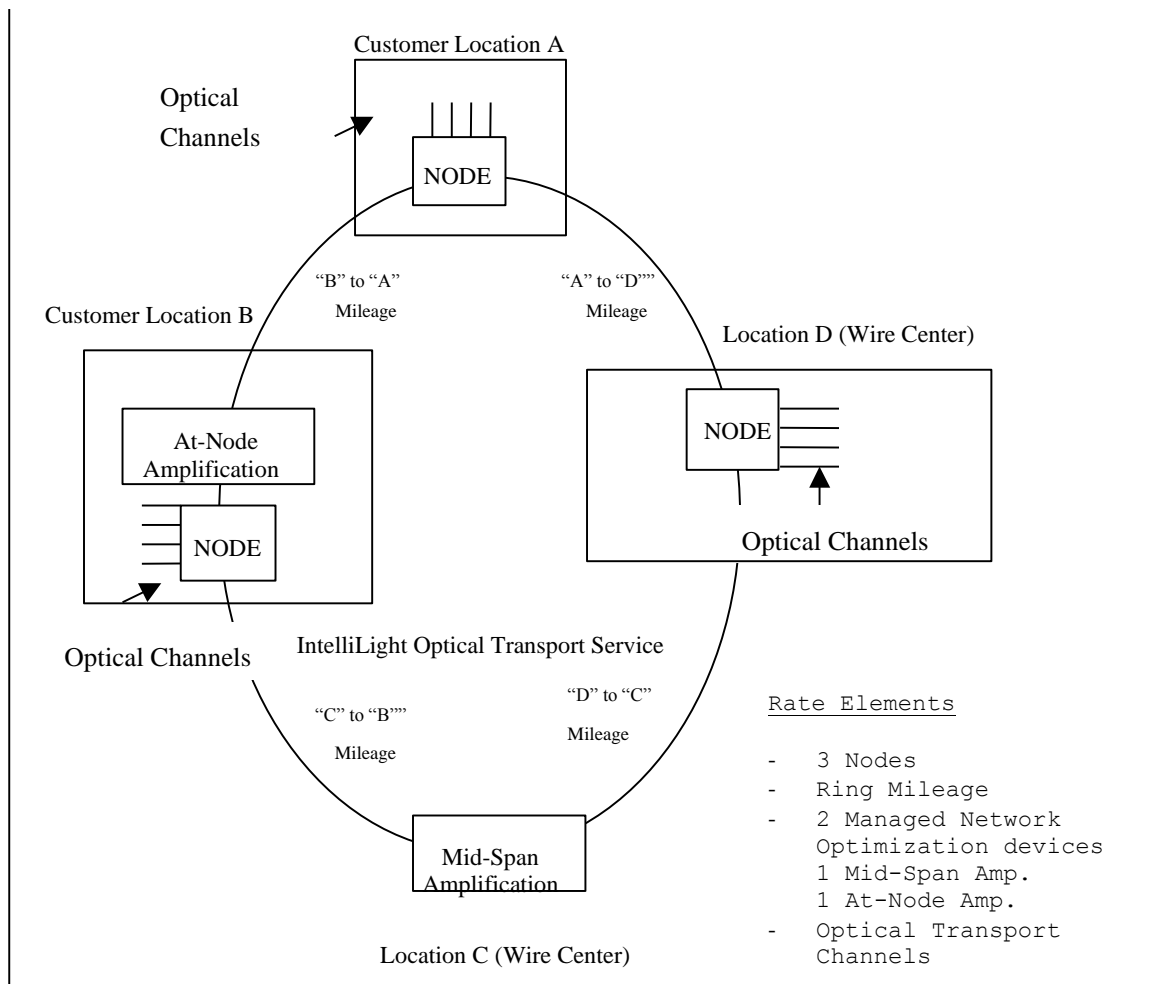 Customer Location A
Optical
Channels
NODE
“B” to “A”
Mileage
“A” to “D””
Mileage
Customer Location B
Location D (Wire Center)
At-Node
Amplification
NODE
NODE
Optical Channels
Optical Channels
IntelliLight Optical Transport Service
“C” to “B””
Mileage
“D” to “C”
Mileage
Mid-Span
Amplification
Location C (Wire Center)
Rate Elements
- 3 Nodes
- Ring Mileage
- 2 Managed Network
Optimization devices
1 Mid-Span Amp.
1 At-Node Amp.
- Optical Transport
Channels